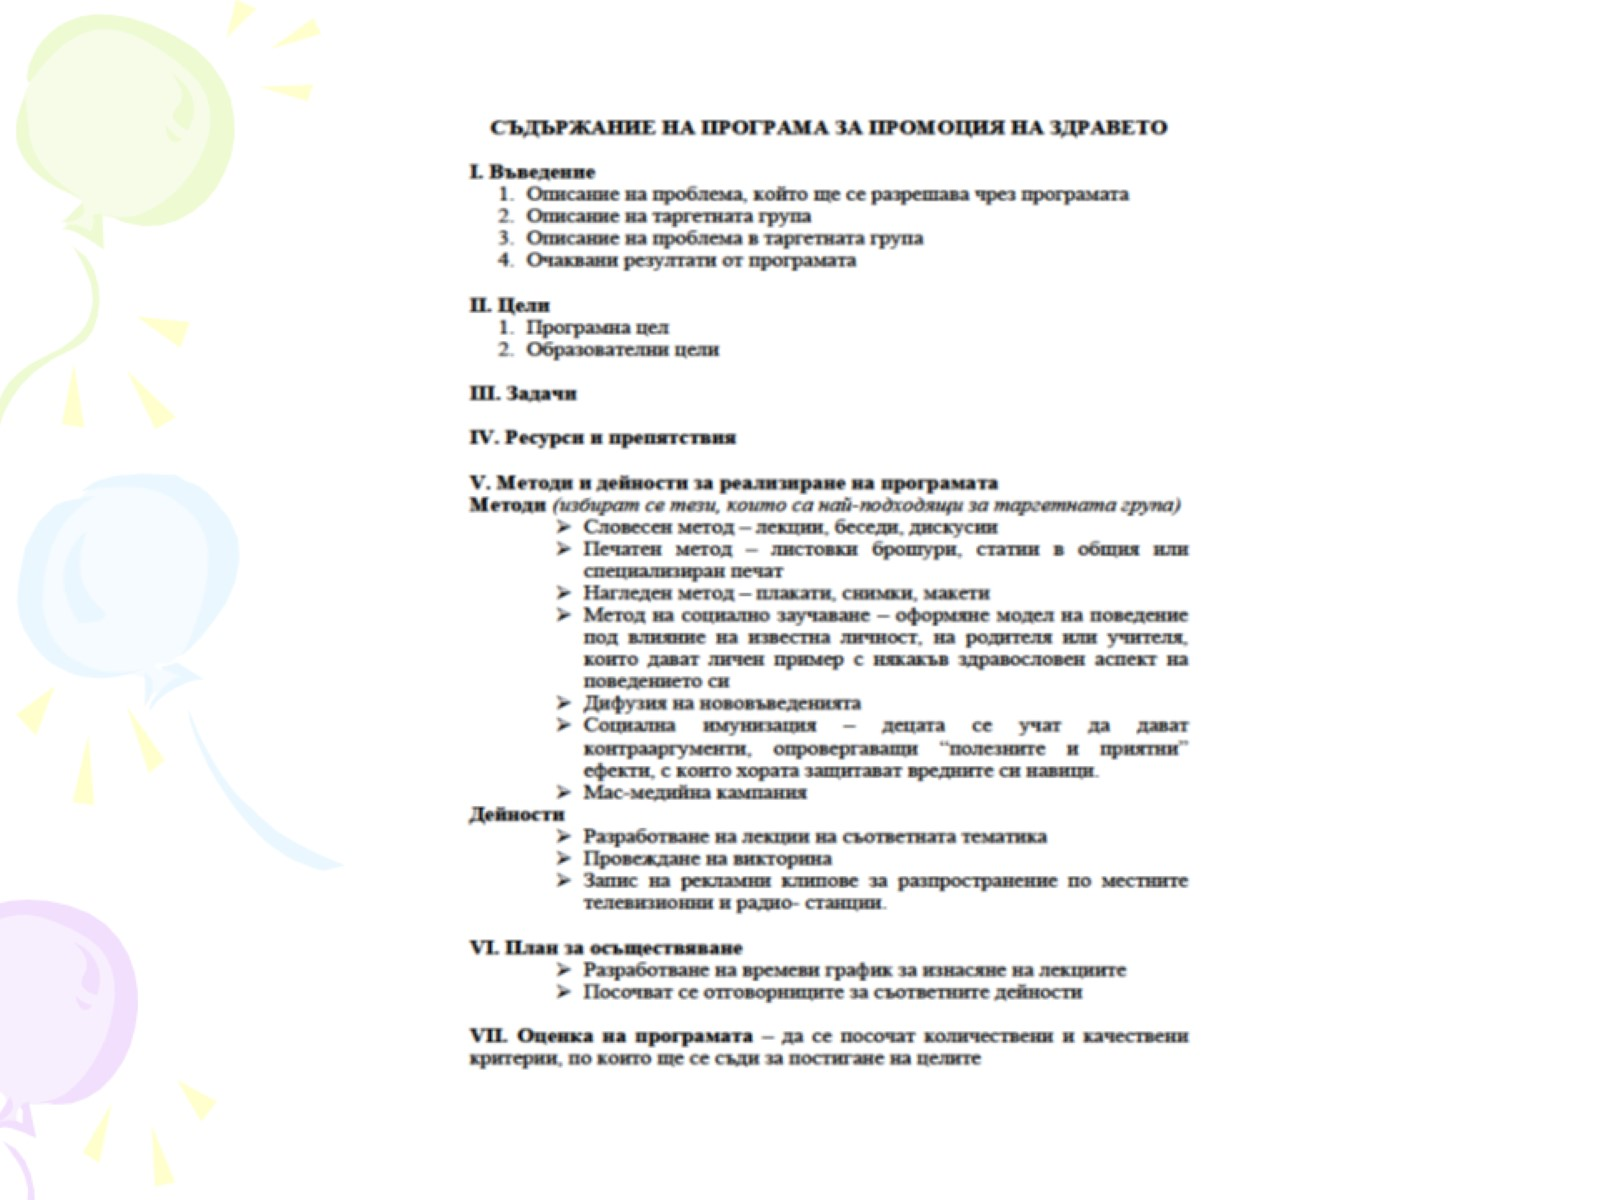 СЪДЪРЖАНИЕ НА ПРОГРАМА ЗА ПРОМОЦИЯ НА ЗДРАВЕТО
I. Въведение
1. Описание на проблема, който ще се разрешава чрез програмата
2. Описание на таргетната група
3. Описание на проблема в таргетната група
4. Очаквани резултати от програмата
II. Цели
1. Програмна цел
2. Образователни цели
III. Задачи
IV. Ресурси и препятствия
V. Методи и дейности за реализиране на програмата
Методи (избират се тези, които са най-подходящи за таргетната група)
➢ Словесен метод – лекции, беседи, дискусии
➢ Печатен метод – листовки брошури, статии в общия или
специализиран печат
➢ Нагледен метод – плакати, снимки, макети
➢ Метод на социално заучаване – оформяне модел на поведение
под влияние на известна личност, на родителя или учителя,
които дават личен пример с някакъв здравословен аспект на
поведението си
➢ Дифузия на нововъведенията
➢ Социална имунизация – децата се учат да дават
контрааргументи, опровергаващи “полезните и приятни”
ефекти, с които хората защитават вредните си навици.
➢ Мас-медийна кампания
Дейности
➢ Разработване на лекции на съответната тематика
➢ Провеждане на викторина
➢ Запис на рекламни клипове за разпространение по местните
телевизионни и радио- станции.
VI. План за осъществяване
➢ Разработване на времеви график за изнасяне на лекциите
➢ Посочват се отговорниците за съответните дейности
VII. Оценка на програмата – да се посочат количествени и качествени
критерии, по които ще се съди за постигане на целите